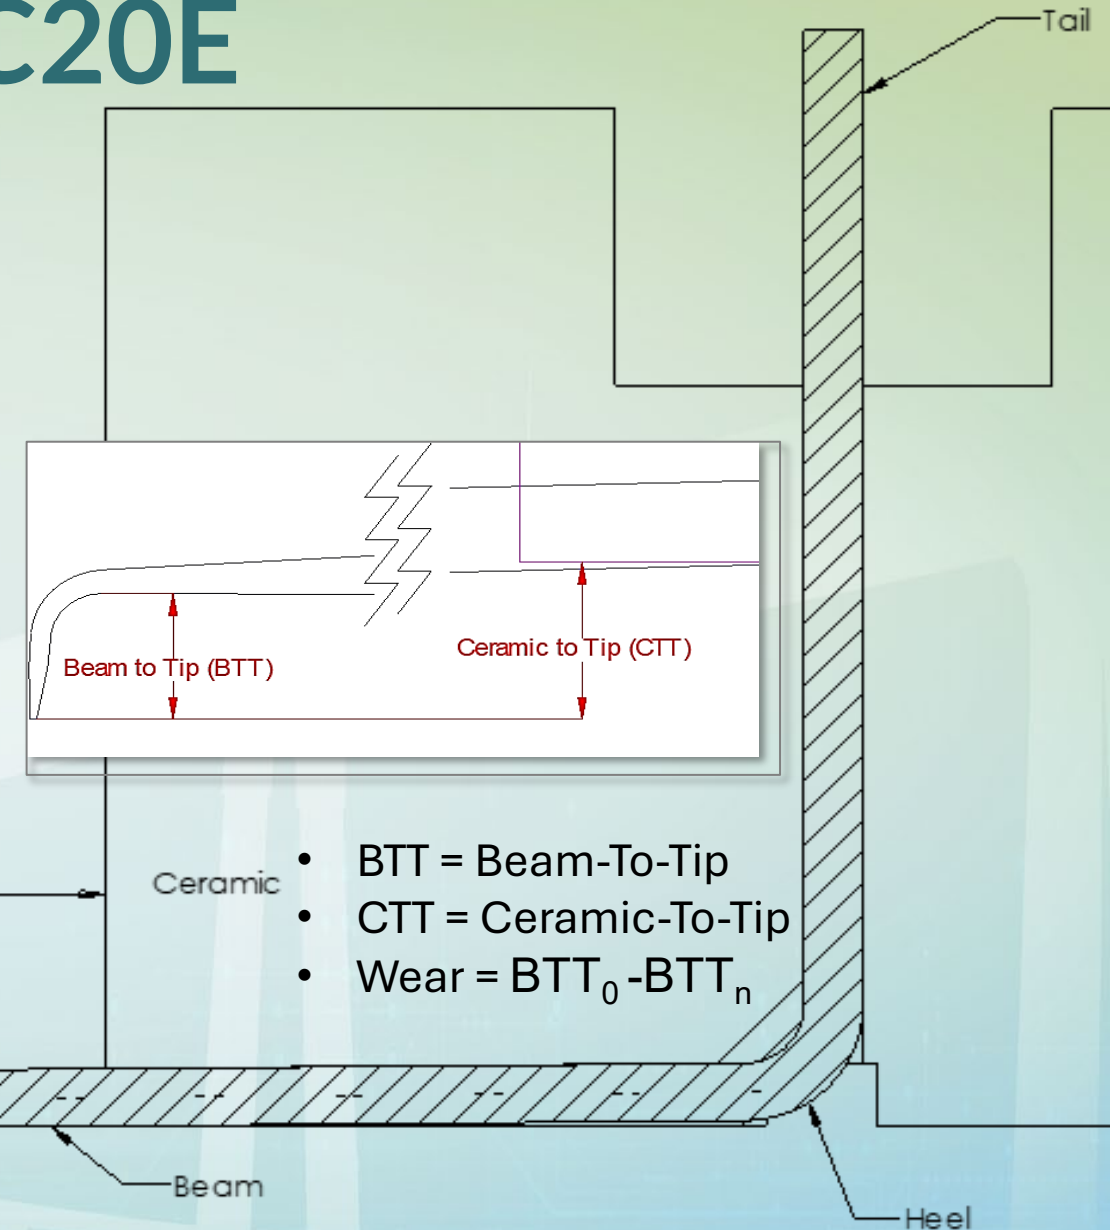 C20E
Tail
Beam to Tip (BTT)
Ceramic to Tip (CTT)
Ceramic
• BTT = Beam-To-Tip
• CTT = Ceramic-To-Tip
• Wear = BTT₀ -BTTₙ
Beam
Heel